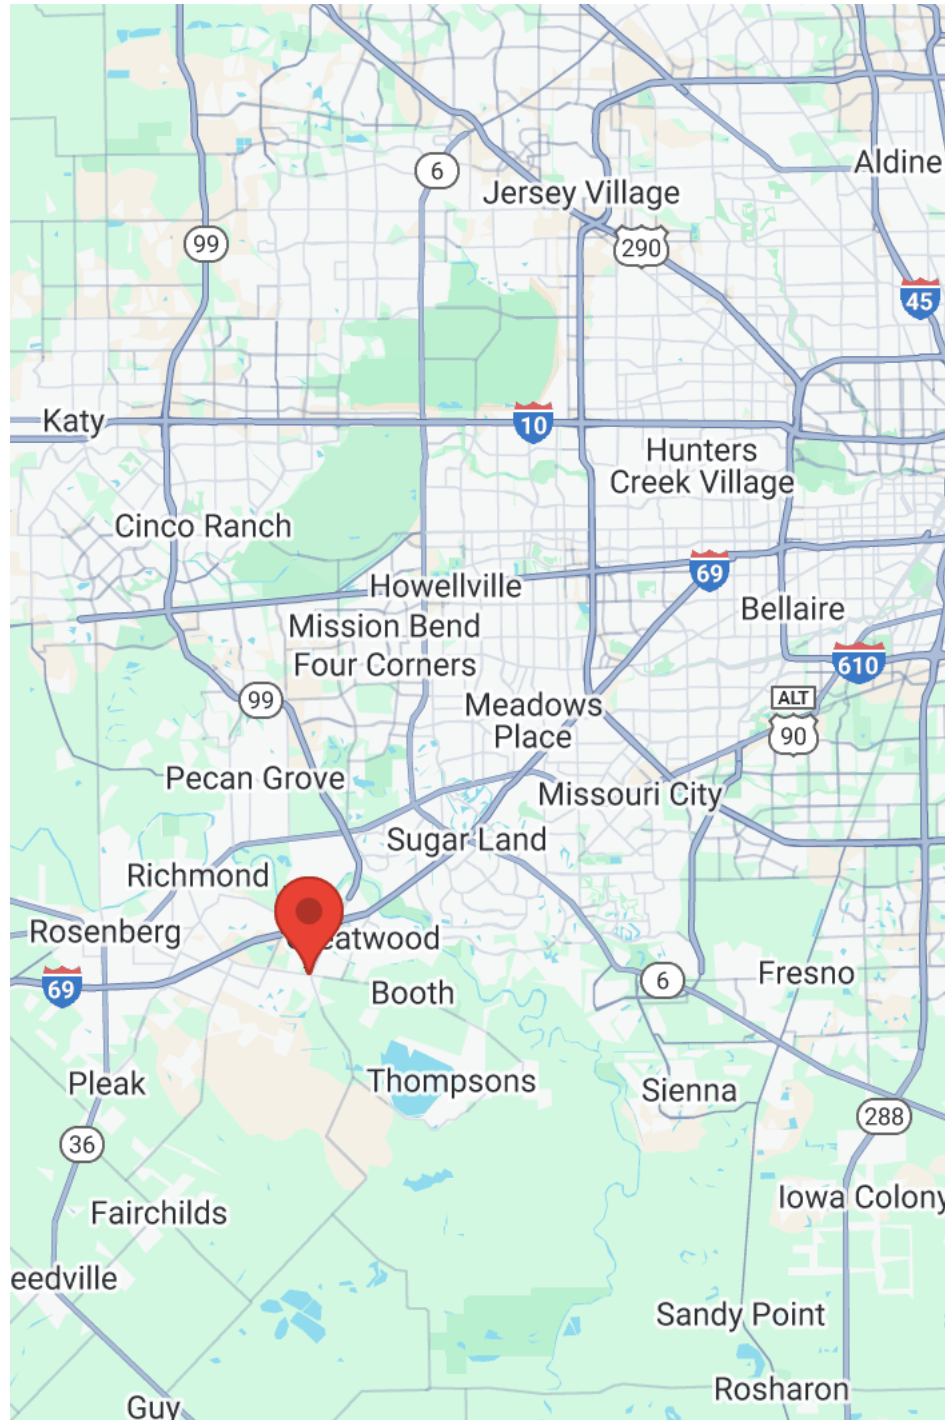 Aldine
6
Jersey Village
99
290
45
Katy
10
Hunters
Creek Village
Cinco Ranch
69
Howellville
Bellaire
Mission Bend
Four Corners
610
99
ALT
90
Meadows
Place
Pecan Grove
Missouri City
Sugar Land
Richmond
Rosenberg
eatwood
69
6
Fresno
Booth
Pleak
Thompsons
Sienna
36
288
Iowa Colony
Fairchilds
eedville
Sandy Point
Rosharon
Guy